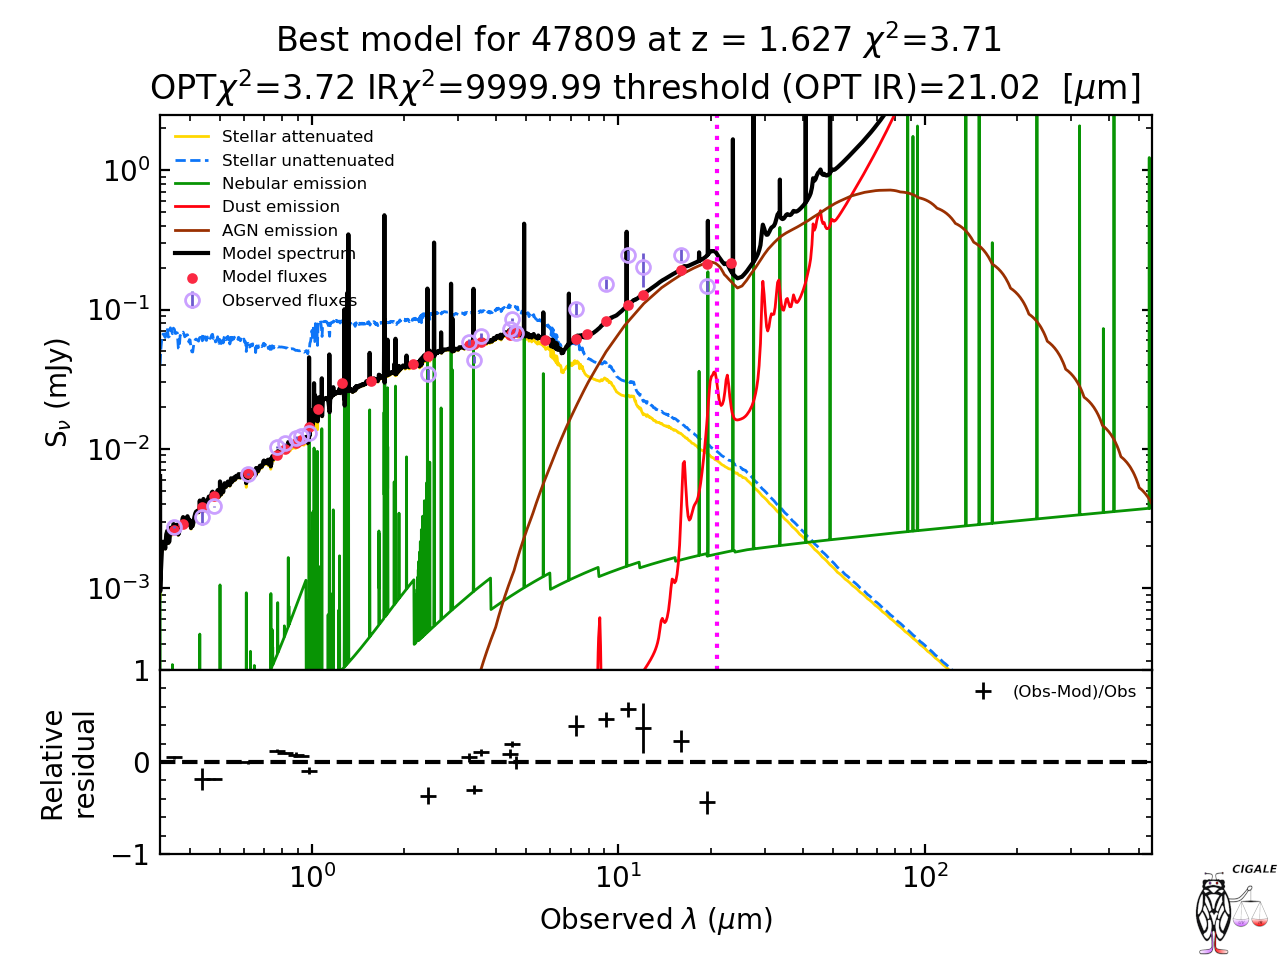 Best model for 47809 at z = 1.627 χ²=3.71
OPTχ²=3.72 IRχ²=9999.99 threshold (OPT IR)=21.02 [μm]
Stellar attenuated
Stellar unattenuated
Nebular emission
Dust emission
AGN emission
Model spectrum
Model fluxes
Observed fluxes
10⁰
10⁻¹
10⁻²
10⁻³
S_ν (mJy)
1
0
−1
Relative
residual
(Obs-Mod)/Obs
10⁰ 10¹ 10²
Observed λ (μm)
CIGALE